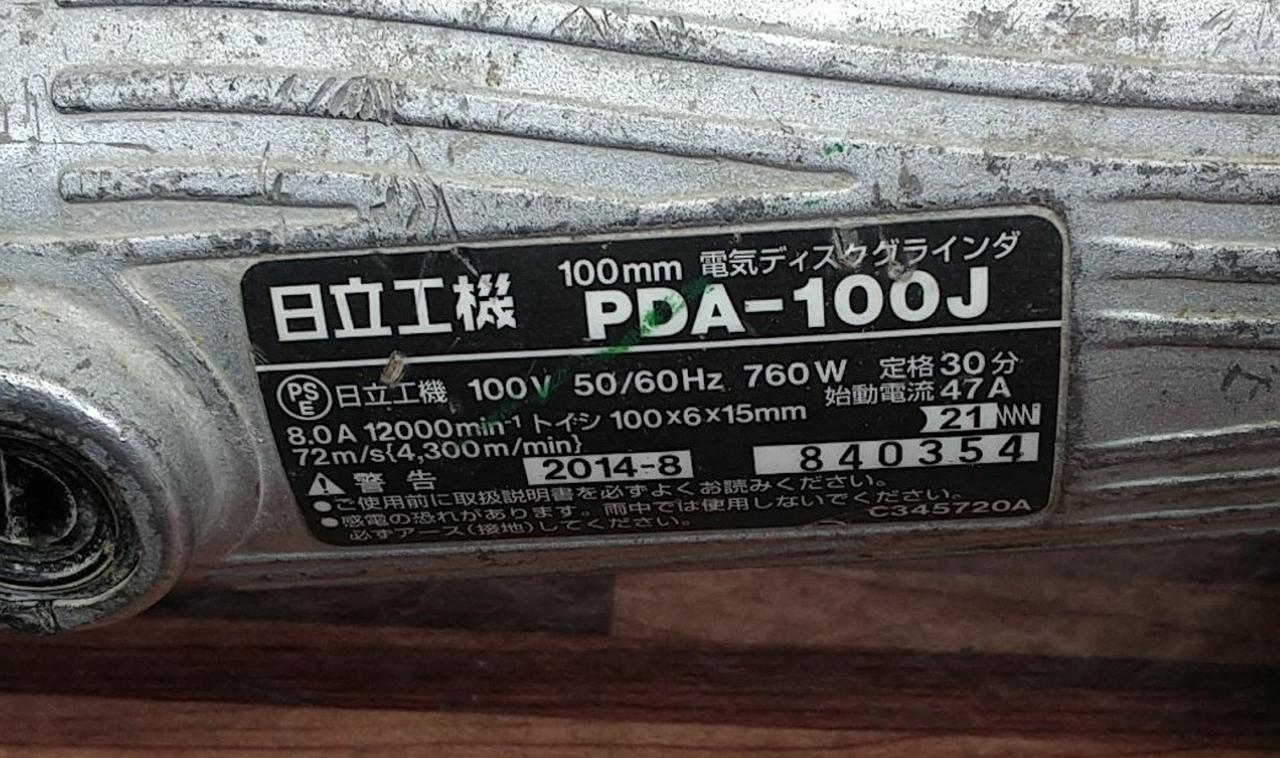 日立工機 100mm 電気ディスクグラインダ
PDA-100J
PSE 日立工機 100V 50/60Hz 760W 定格30分
始動電流47A
8.0A 12000min⁻¹ トイシ 100×6×15mm
72m/s{4,300m/min} 21
2014-8 840354
警告
●ご使用前に取扱説明書を必ずよくお読みください。
●感電の恐れがあります。雨中では使用しないでください。
必ずアース(接地)してください。 C345720A